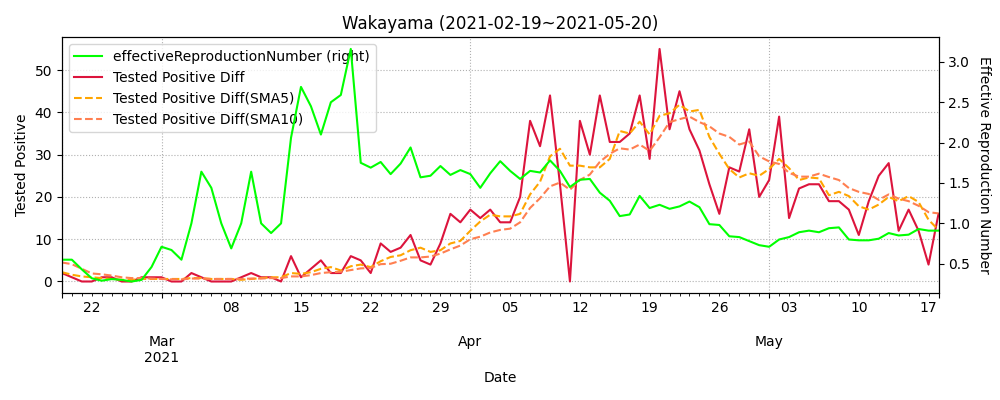 Wakayama (2021-02-19~2021-05-20)
effectiveReproductionNumber (right)
Tested Positive Diff
Tested Positive Diff(SMA5)
Tested Positive Diff(SMA10)
Tested Positive
50
40
30
20
10
0
3.0
2.5
2.0
1.5
1.0
0.5
Effective Reproduction Number
22 08 15 22 29 05 12 19 26 03 10 17
Mar Apr May
2021
Date